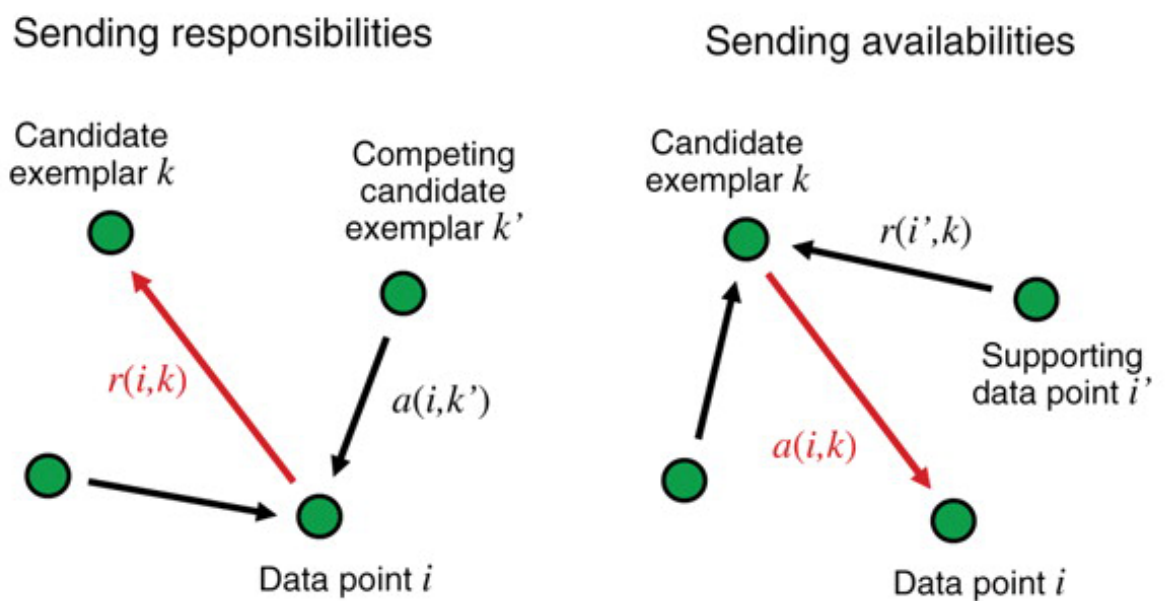 Sending responsibilities
Candidate
exemplar k
Competing
candidate
exemplar k’
r(i,k)
a(i,k’)
Data point i
Sending availabilities
Candidate
exemplar k
r(i’,k)
Supporting
data point i’
a(i,k)
Data point i